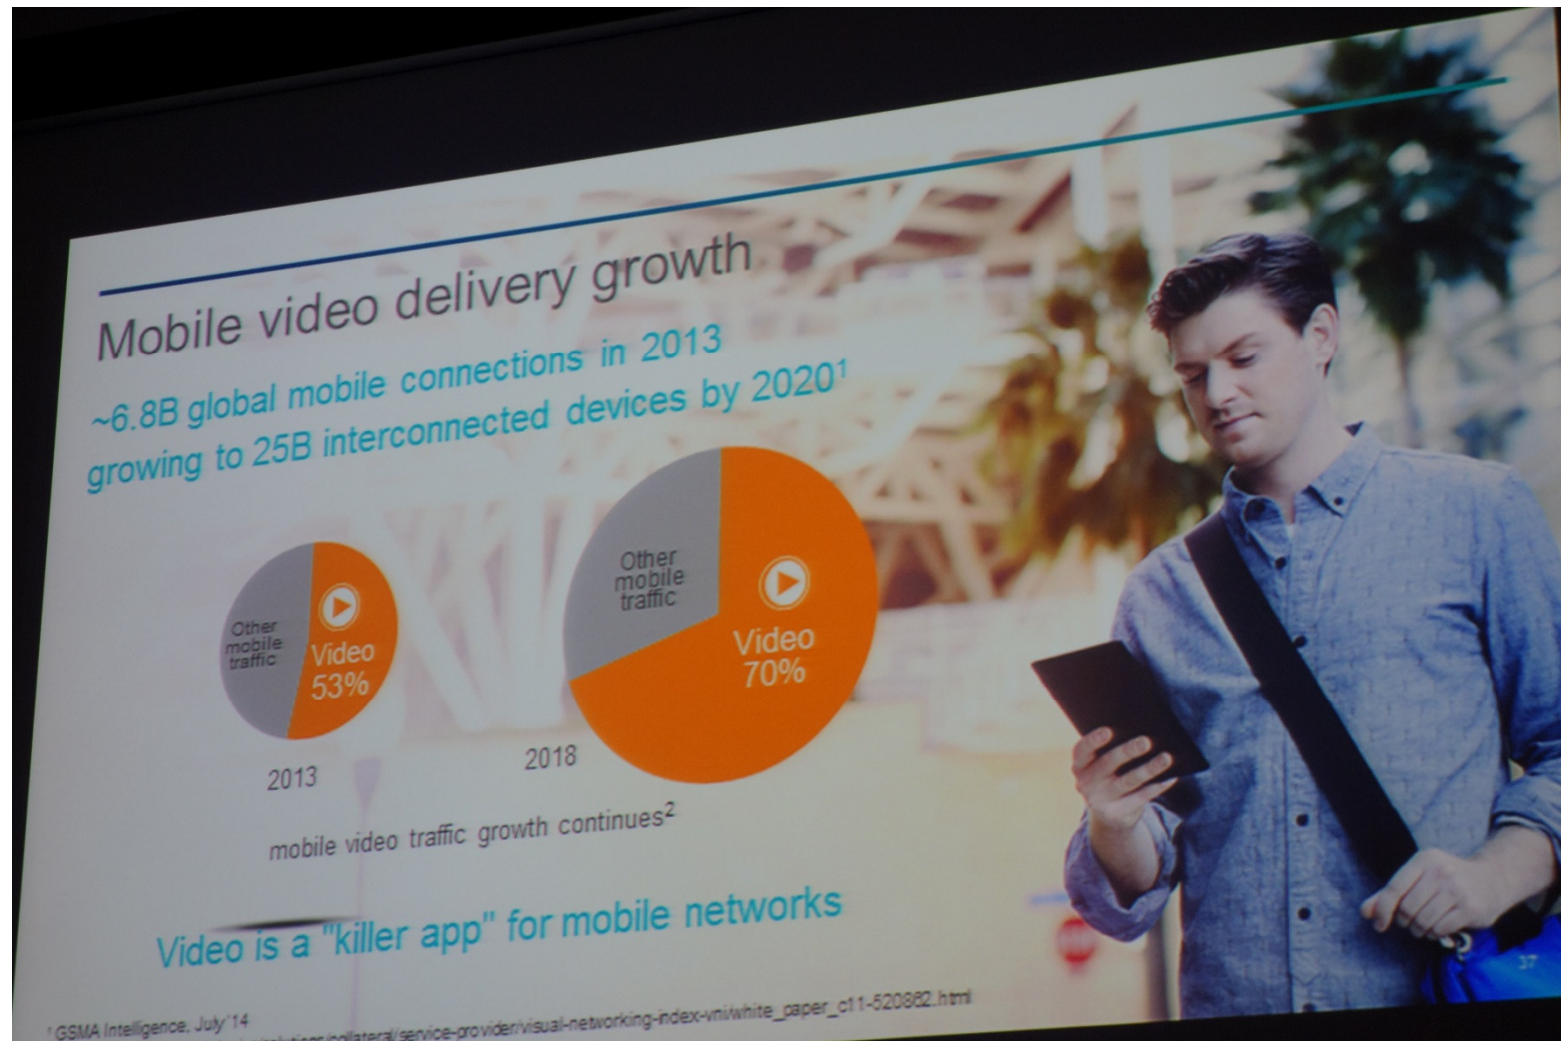 Mobile video delivery growth
~6.8B global mobile connections in 2013
growing to 25B interconnected devices by 2020¹
Other
mobile
traffic
Video
53%
2013
Other
mobile
traffic
Video
70%
2018
mobile video traffic growth continues²
Video is a "killer app" for mobile networks
37
¹ GSMA Intelligence, July '14
/collateral/service-provider/visual-networking-index-vni/white_paper_c11-520862.html